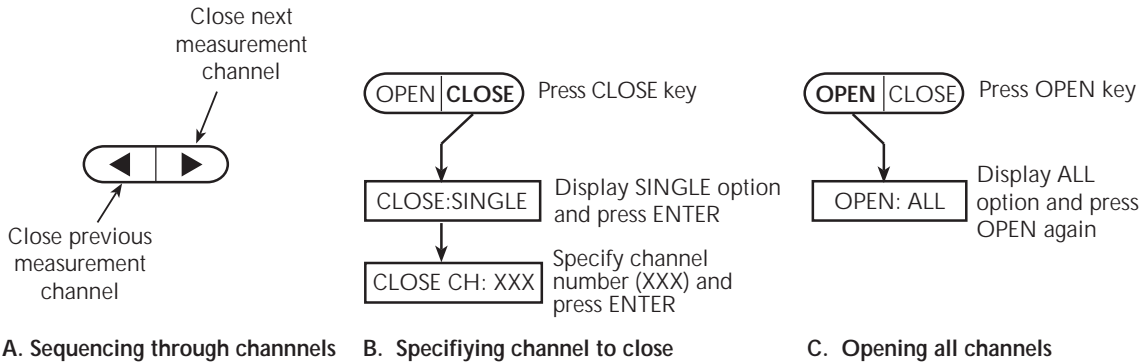 Close next
measurement
channel
Close previous
measurement
channel
A. Sequencing through channnels
OPEN CLOSE
Press CLOSE key
CLOSE:SINGLE
Display SINGLE option
and press ENTER
CLOSE CH: XXX
Specify channel
number (XXX) and
press ENTER
B. Specifiying channel to close
OPEN CLOSE
Press OPEN key
OPEN: ALL
Display ALL
option and press
OPEN again
C. Opening all channels